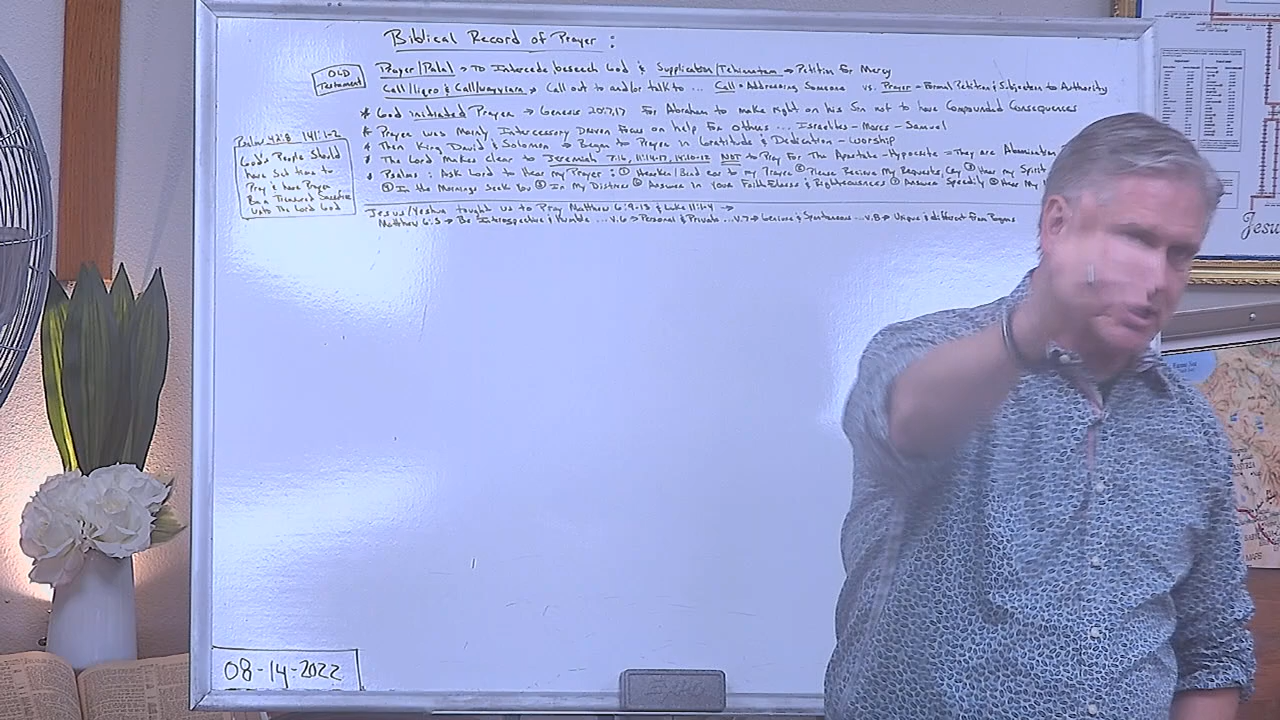 Biblical Record of Prayer :
OLD
Testament
Prayer/Palal - Intercede/beseech God & Supplication/Tehinnah → Petition for Mercy
Call out to and/or talk to... Call = Addressing Someone vs. Prayer = Formal Petition & Subjection to Authority
* God initiated Prayer → Genesis 20:7,17 For Abraham to make right on his Sin not to have Compounded Consequences
* Prayer was Mainly Intercessory Driven Focus on help for others ... Israelites - Moses - Samuel
* Then King David & Solomon → Began to Prayer in Gratitude & Dedication - Worship
* The Lord Makes clear to Jeremiah 7:16, 11:14-17, 14:10-12 NOT to Pray For The Apostate - Hypocrite = They are Abomination
* Psalms : Ask Lord to Hear my Prayer : ① Hearken/Bend ear to my Prayer ② Please Receive My Requests, Cry ③ Hear my Spirit
④ In the Mornings Seek you ⑤ In My Distress ⑥ Answer in your Faithfulness & Righteousness ⑦ Answer Speedily ⑧ Hear My
Psalm 42:8 141:1-2
God's People Should
have Set time to
Pray & have Prayer
Be a Treasured
Unto The Lord God
Jesus/Yeshua taught us to Pray Matthew 6:9-13 & Luke 11:1-4 →
Matthew 6:5 → Be Introspective & Humble ...v.6 → Personal & Private ...v.7 → Genuine & Spontaneous ...v.8 → Unique & different from Pagans
08-14-2022
Expo
Jesu
MAPS